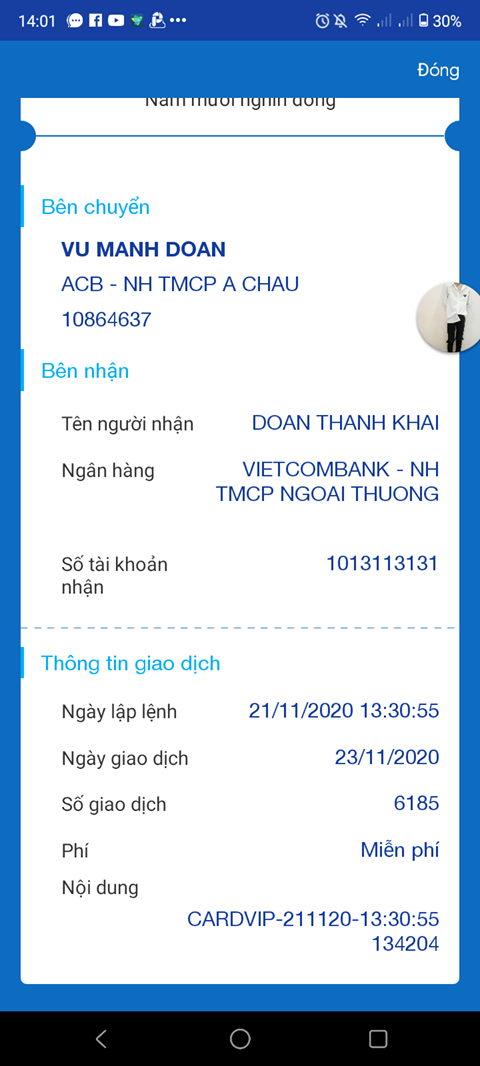 14:01
30%
Đóng
Năm mươi nghìn đồng
Bên chuyển
VU MANH DOAN
ACB - NH TMCP A CHAU
10864637
Bên nhận
Tên người nhận DOAN THANH KHAI
Ngân hàng VIETCOMBANK - NH
TMCP NGOAI THUONG
Số tài khoản 1013113131
nhận
Thông tin giao dịch
Ngày lập lệnh 21/11/2020 13:30:55
Ngày giao dịch 23/11/2020
Số giao dịch 6185
Phí Miễn phí
Nội dung
CARDVIP-211120-13:30:55
134204